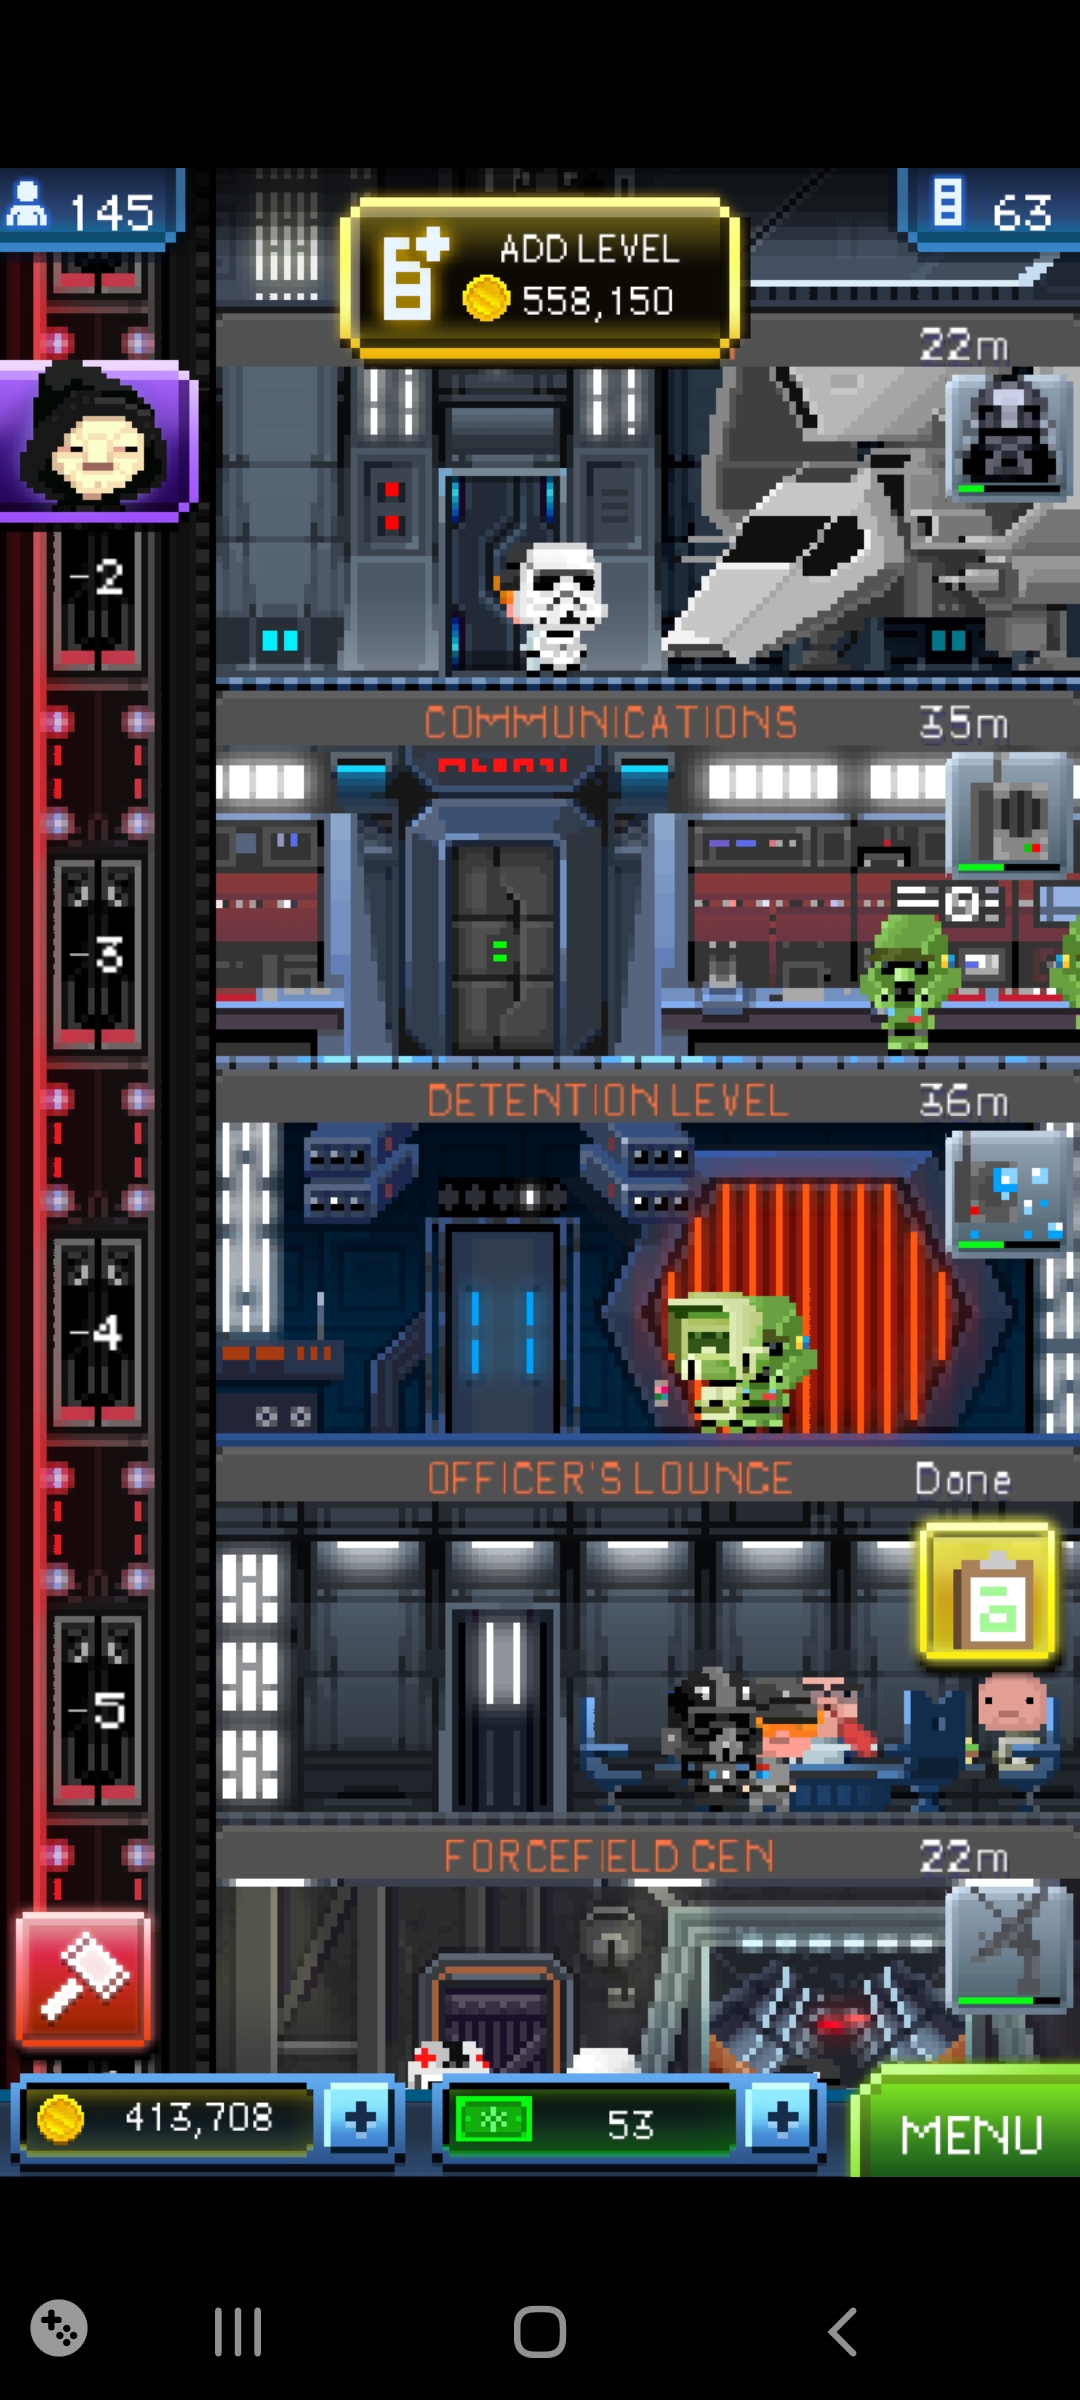 145
ADD LEVEL
558,150
63
22m
-2
COMMUNICATIONS
35m
-3
DETENTION LEVEL
36m
-4
OFFICER'S LOUNGE
Done
-5
FORCEFIELD GEN
22m
413,708
53
MENU